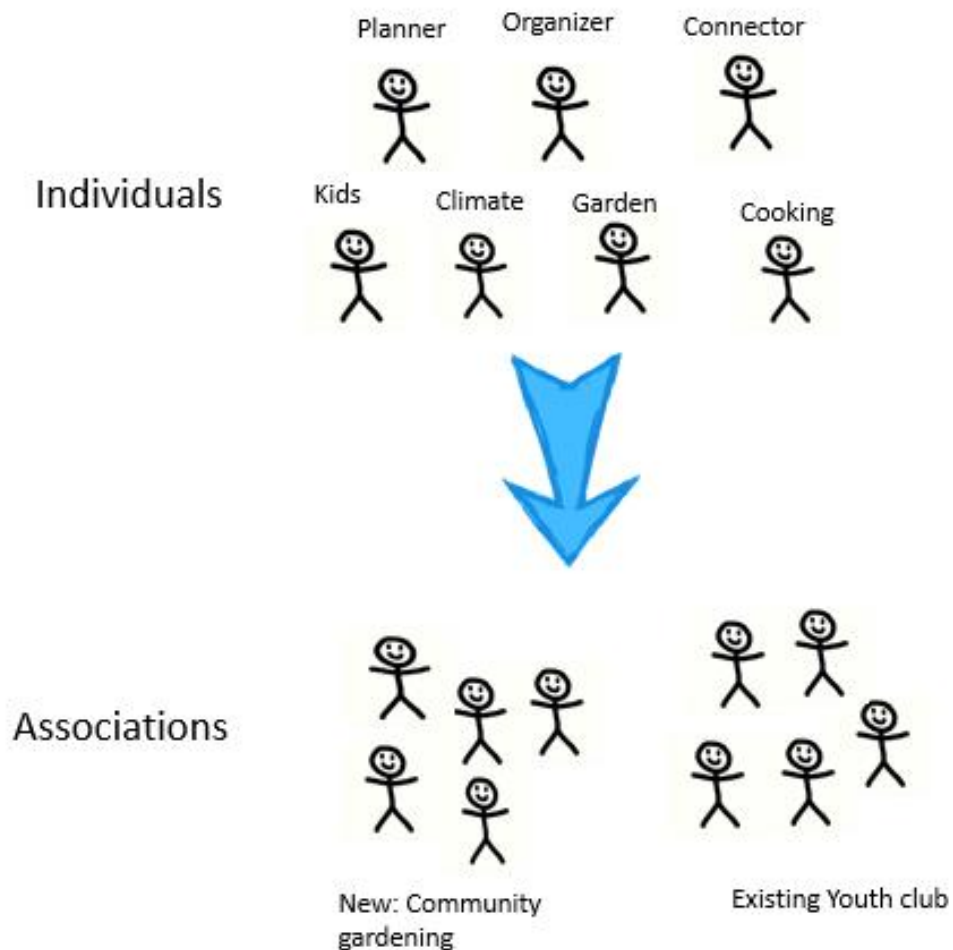 Planner
Organizer
Connector
Individuals
Kids
Climate
Garden
Cooking
Associations
New: Community
gardening
Existing Youth club